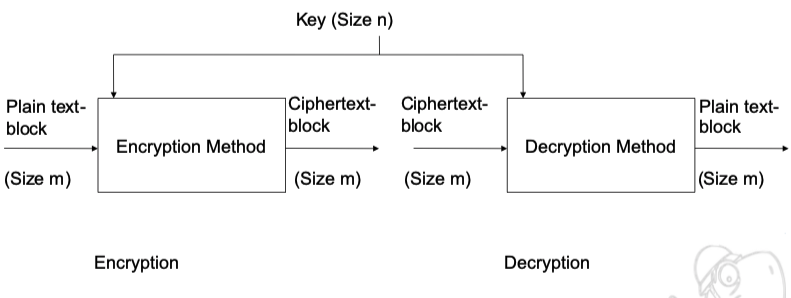 Key (Size n)
Plain text-
block
(Size m)
Encryption Method
Ciphertext-
block
(Size m)
Ciphertext-
block
(Size m)
Decryption Method
Plain text-
block
(Size m)
Encryption
Decryption